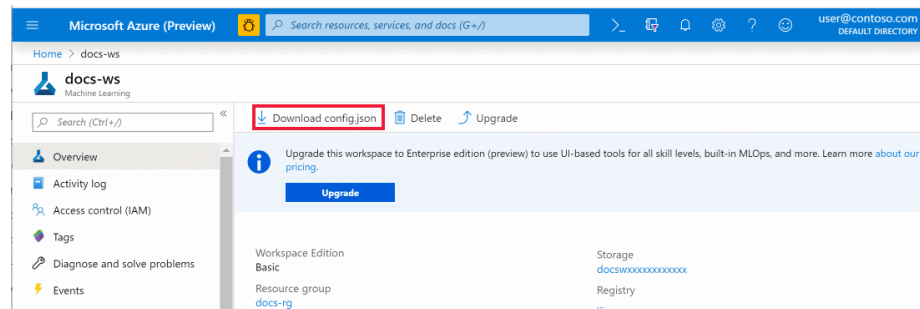 Microsoft Azure (Preview)
Search resources, services, and docs (G+/)
user@contoso.com
DEFAULT DIRECTORY
Home > docs-ws
docs-ws
Machine Learning
Search (Ctrl+/)
«
Download config.json
Delete
Upgrade
Overview
Activity log
Access control (IAM)
Tags
Diagnose and solve problems
Events
Upgrade this workspace to Enterprise edition (preview) to use UI-based tools for all skill levels, built-in MLOps, and more. Learn more about our
pricing.
Upgrade
Workspace Edition
Basic
Resource group
docs-rg
Storage
docswxxxxxxxxxxxx
Registry
...